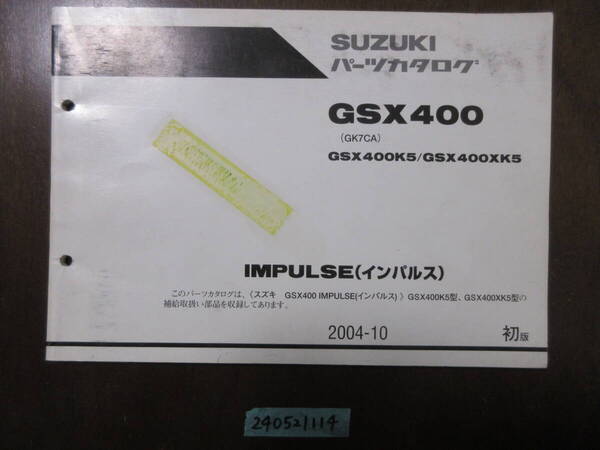 SUZUKI
パーツカタログ
GSX400
(GK7CA)
GSX400K5/GSX400XK5
IMPULSE(インパルス)
このパーツカタログは、《スズキ GSX400 IMPULSE(インパルス)》GSX400K5型、GSX400XK5型の
補給取扱い部品を収録してあります。
2004-10 初版
240521114